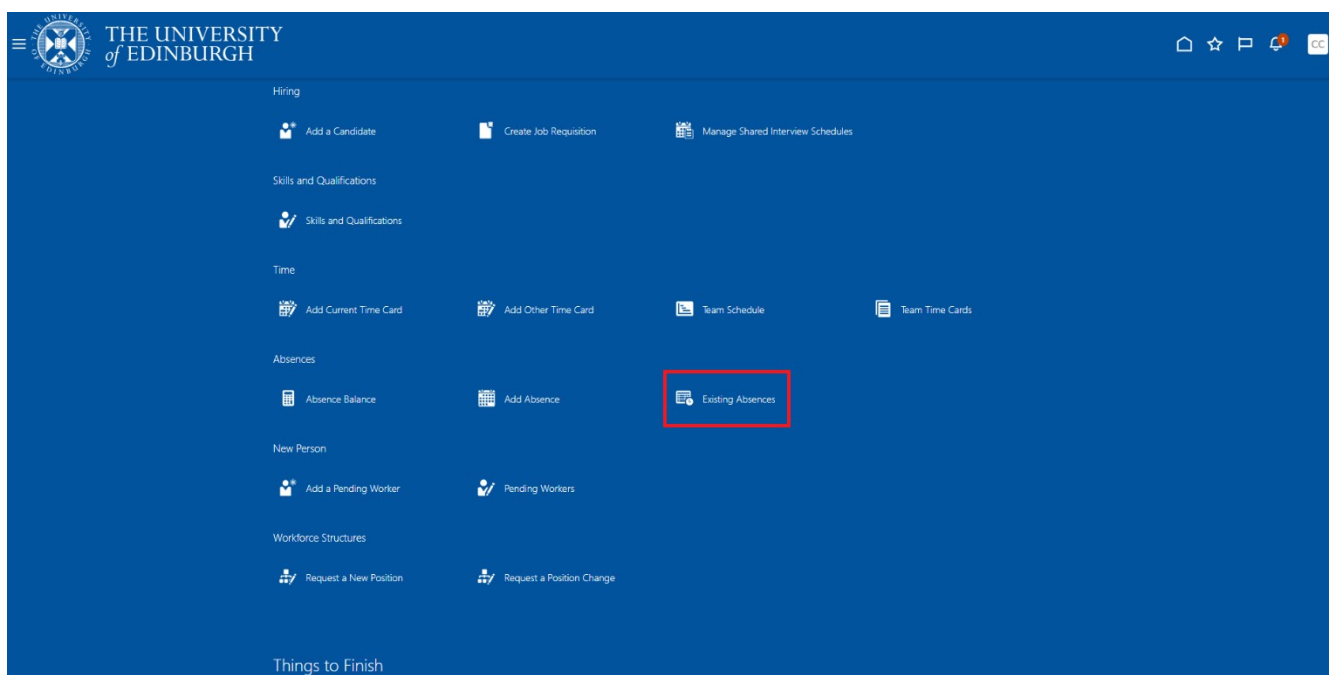 THE UNIVERSITY
of EDINBURGH
1
CC
Hiring
Add a Candidate
Create Job Requisition
Manage Shared Interview Schedules
Skills and Qualifications
Skills and Qualifications
Time
Add Current Time Card
Add Other Time Card
Team Schedule
Team Time Cards
Absences
Absence Balance
Add Absence
Existing Absences
New Person
Add a Pending Worker
Pending Workers
Workforce Structures
Request a New Position
Request a Position Change
Things to Finish